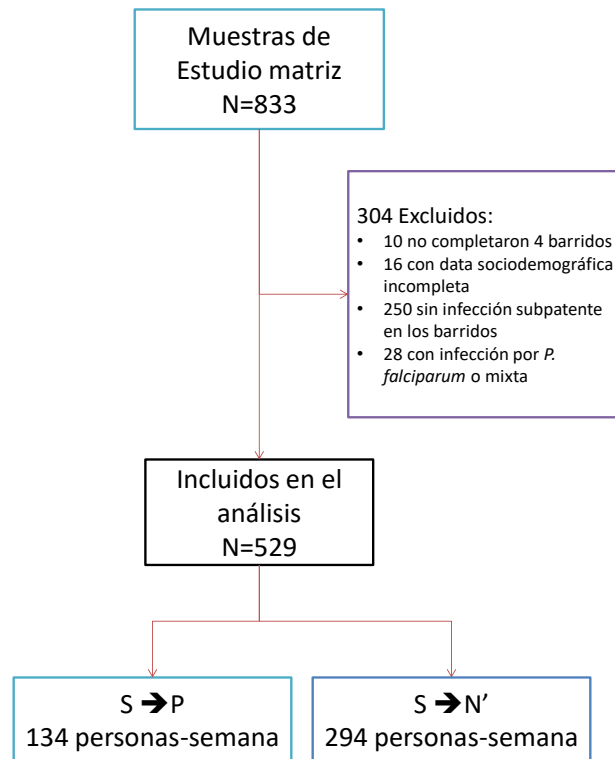 Muestras de
Estudio matriz
N=833
304 Excluidos:
• 10 no completaron 4 barridos
• 16 con data sociodemográfica
incompleta
• 250 sin infección subpatente
en los barridos
• 28 con infección por P.
falciparum o mixta
Incluidos en el
análisis
N=529
S ➔P
134 personas-semana
S ➔N’
294 personas-semana